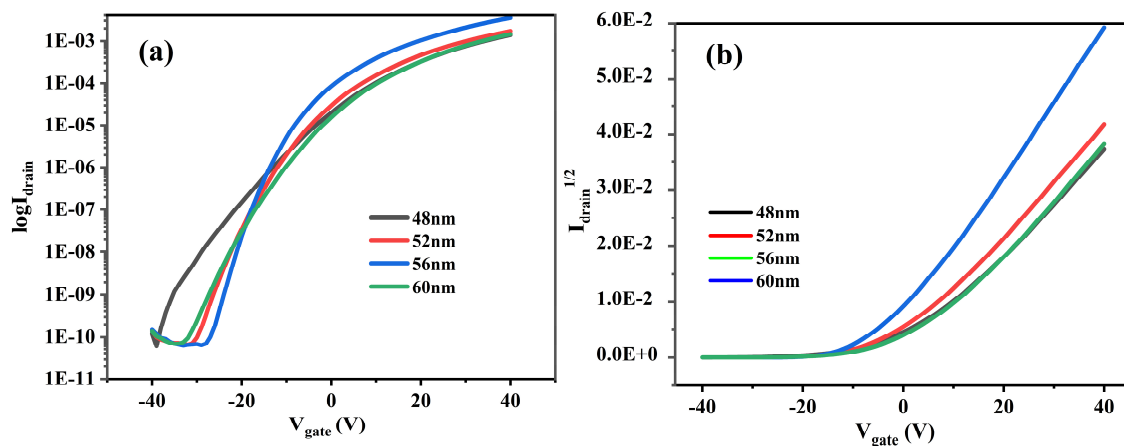 (a)
logI_drain
1E-03
1E-04
1E-05
1E-06
1E-07
1E-08
1E-09
1E-10
1E-11
48nm
52nm
56nm
60nm
-40 -20 0 20 40
V_gate (V)
(b)
I_drain^1/2
6.0E-2
5.0E-2
4.0E-2
3.0E-2
2.0E-2
1.0E-2
0.0E+0
48nm
52nm
56nm
60nm
-40 -20 0 20 40
V_gate (V)